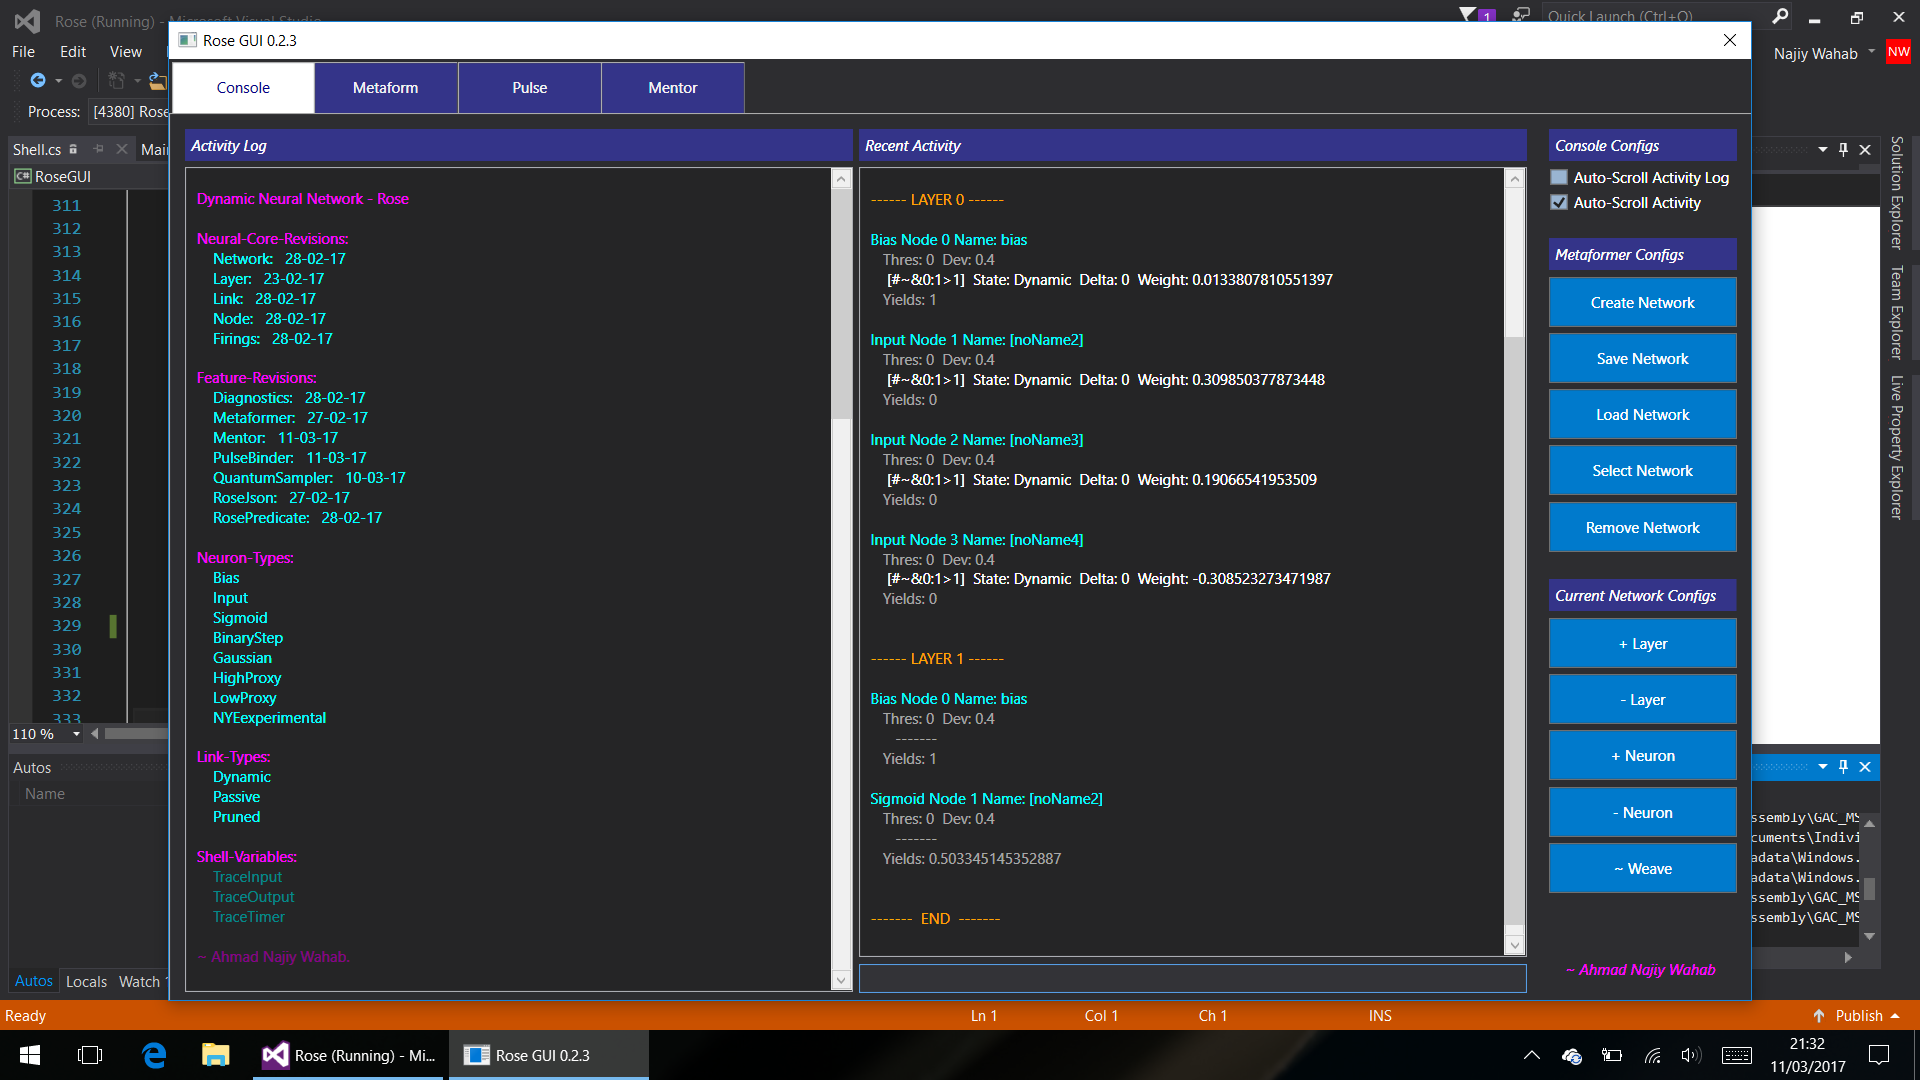 Rose (Running) - Microsoft Visual Studio
1
Quick Launch (Ctrl+Q)
File Edit View
Najiy Wahab NW
Process: [4380] Rose
Shell.cs Mai
RoseGUI
311
312
313
314
315
316
317
318
319
320
321
322
323
324
325
326
327
328
329
330
331
332
333
110 %
Autos
Name
Autos Locals Watch 1
Rose GUI 0.2.3
Console Metaform Pulse Mentor
Activity Log
Dynamic Neural Network - Rose
Neural-Core-Revisions:
Network: 28-02-17
Layer: 23-02-17
Link: 28-02-17
Node: 28-02-17
Firings: 28-02-17
Feature-Revisions:
Diagnostics: 28-02-17
Metaformer: 27-02-17
Mentor: 11-03-17
PulseBinder: 11-03-17
QuantumSampler: 10-03-17
RoseJson: 27-02-17
RosePredicate: 28-02-17
Neuron-Types:
Bias
Input
Sigmoid
BinaryStep
Gaussian
HighProxy
LowProxy
NYEexperimental
Link-Types:
Dynamic
Passive
Pruned
Shell-Variables:
TraceInput
TraceOutput
TraceTimer
~ Ahmad Najiy Wahab.
Recent Activity
------ LAYER 0 ------
Bias Node 0 Name: bias
Thres: 0 Dev: 0.4
[#~&0:1>1] State: Dynamic Delta: 0 Weight: 0.0133807810551397
Yields: 1
Input Node 1 Name: [noName2]
Thres: 0 Dev: 0.4
[#~&0:1>1] State: Dynamic Delta: 0 Weight: 0.309850377873448
Yields: 0
Input Node 2 Name: [noName3]
Thres: 0 Dev: 0.4
[#~&0:1>1] State: Dynamic Delta: 0 Weight: 0.19066541953509
Yields: 0
Input Node 3 Name: [noName4]
Thres: 0 Dev: 0.4
[#~&0:1>1] State: Dynamic Delta: 0 Weight: -0.308523273471987
Yields: 0
------ LAYER 1 ------
Bias Node 0 Name: bias
Thres: 0 Dev: 0.4
-------
Yields: 1
Sigmoid Node 1 Name: [noName2]
Thres: 0 Dev: 0.4
-------
Yields: 0.503345145352887
------- END -------
Console Configs
Auto-Scroll Activity Log
Auto-Scroll Activity
Metaformer Configs
Create Network
Save Network
Load Network
Select Network
Remove Network
Current Network Configs
+ Layer
- Layer
+ Neuron
- Neuron
~ Weave
~ Ahmad Najiy Wahab
Solution Explorer
Team Explorer
Live Property Explorer
ssembly\GAC_MS
cuments\Indivi
adata\Windows.
adata\Windows.
ssembly\GAC_MS
ssembly\GAC_MS
Ready Ln 1 Col 1 Ch 1 INS Publish
Rose (Running) - Mi... Rose GUI 0.2.3
21:32
11/03/2017